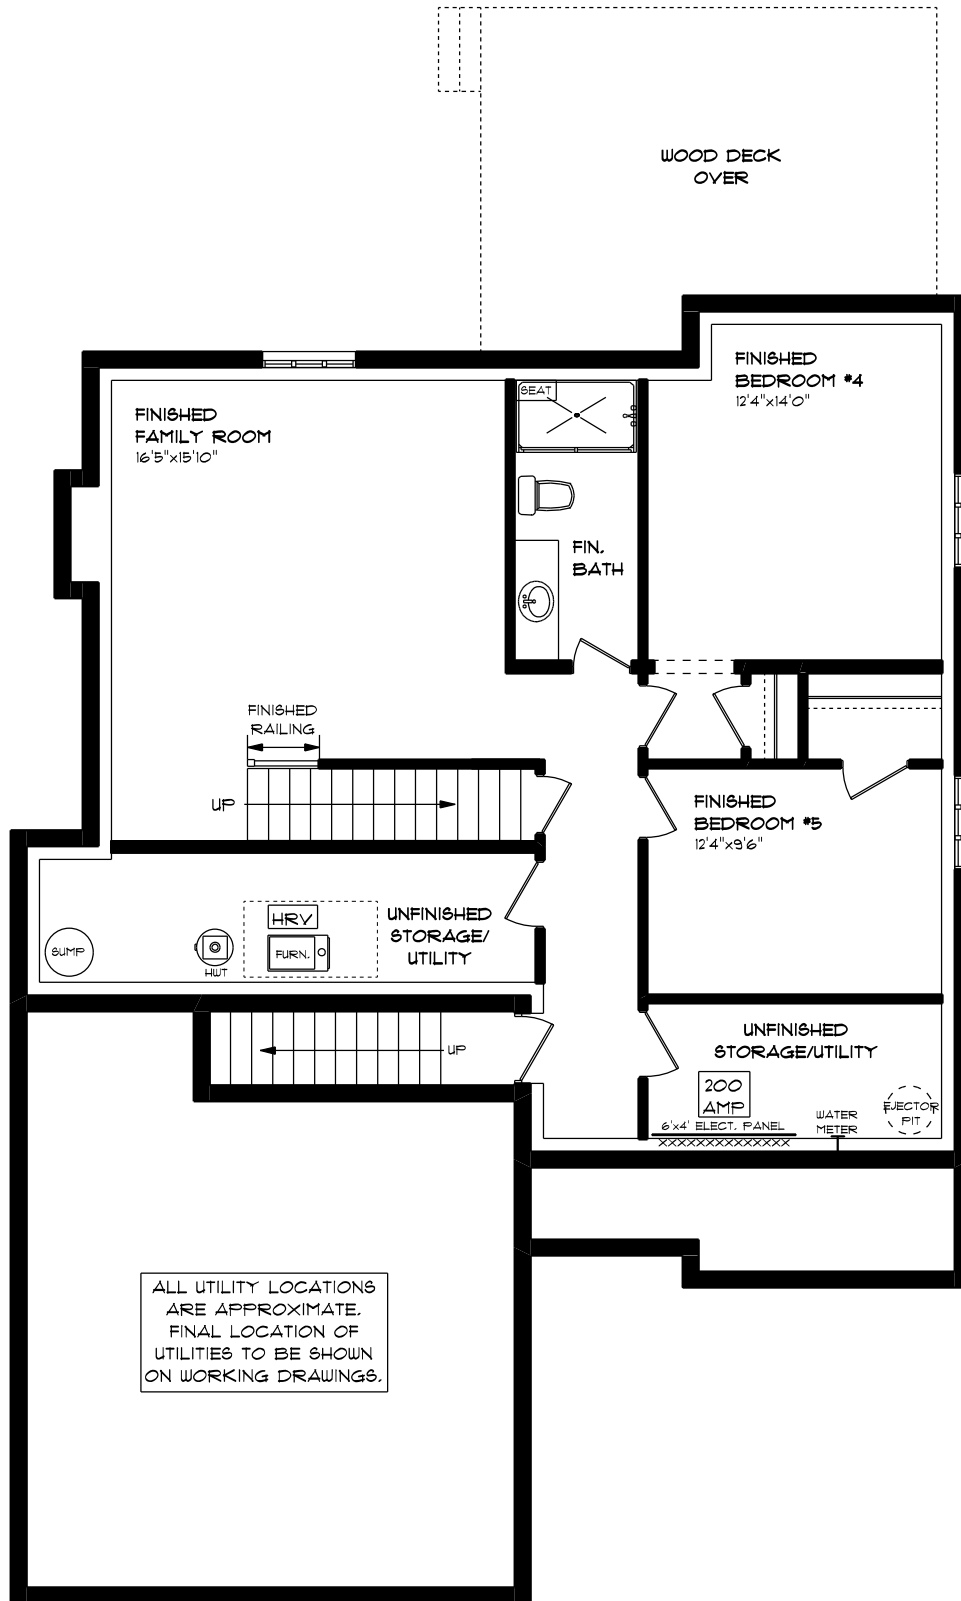 WOOD DECK
OVER
FINISHED
BEDROOM #4
12'4"x14'0"
SEAT
FINISHED
FAMILY ROOM
16'5"x15'10"
FIN.
BATH
FINISHED
RAILING
UP
FINISHED
BEDROOM #5
12'4"x9'6"
HRV
FURN.
HWT
SUMP
UNFINISHED
STORAGE/
UTILITY
UP
UNFINISHED
STORAGE/UTILITY
200
AMP
6'x4' ELECT. PANEL
WATER
METER
EJECTOR
PIT
ALL UTILITY LOCATIONS
ARE APPROXIMATE.
FINAL LOCATION OF
UTILITIES TO BE SHOWN
ON WORKING DRAWINGS.